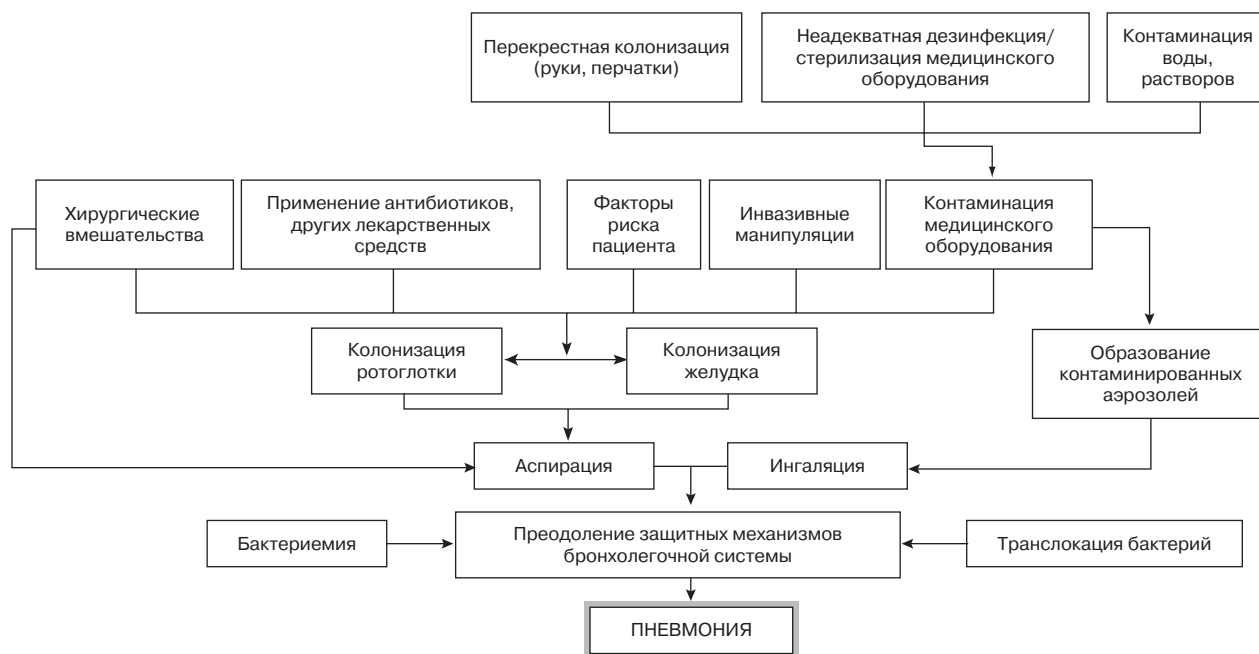 Перекрестная колонизация
(руки, перчатки)
Неадекватная дезинфекция/
стерилизация медицинского
оборудования
Контаминация
воды,
растворов
Хирургические
вмешательства
Применение антибиотиков,
других лекарственных
средств
Факторы
риска
пациента
Инвазивные
манипуляции
Контаминация
медицинского
оборудования
Колонизация
ротоглотки
Колонизация
желудка
Образование
контаминированных
аэрозолей
Аспирация
Ингаляция
Бактериемия
Преодоление защитных механизмов
бронхолегочной системы
Транслокация бактерий
ПНЕВМОНИЯ